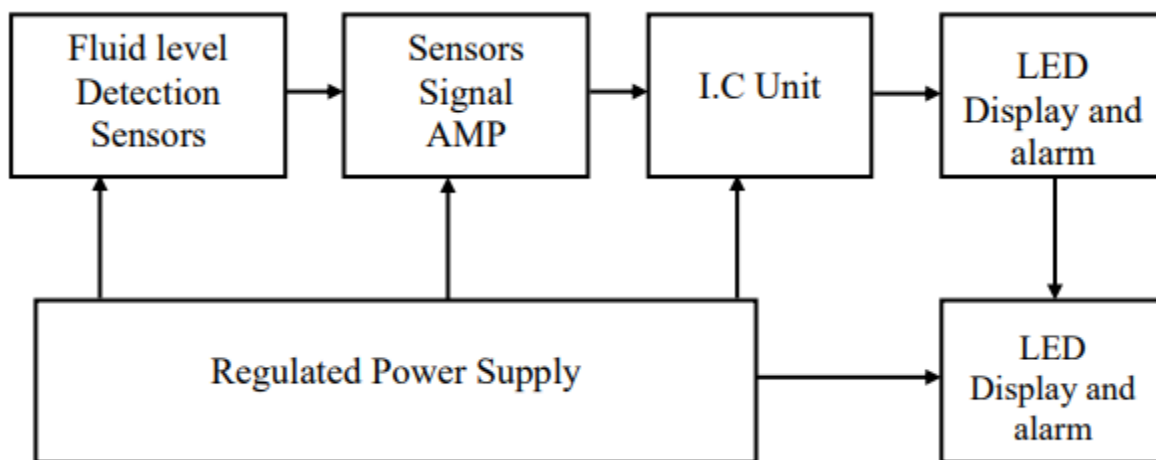 Fluid level
Detection
Sensors
Sensors
Signal
AMP
I.C Unit
LED
Display and
alarm
Regulated Power Supply
LED
Display and
alarm